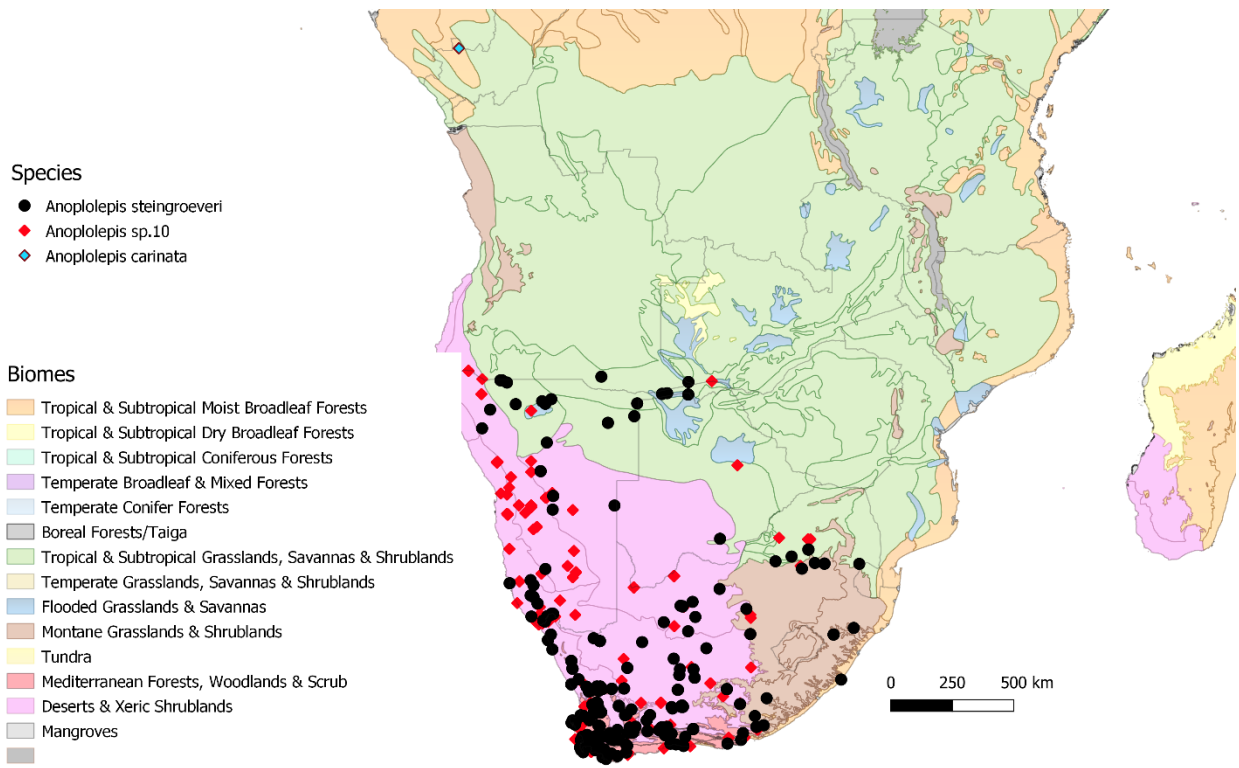 Species
Anoplolepis steingroeveri
Anoplolepis sp.10
Anoplolepis carinata
Biomes
Tropical & Subtropical Moist Broadleaf Forests
Tropical & Subtropical Dry Broadleaf Forests
Tropical & Subtropical Coniferous Forests
Temperate Broadleaf & Mixed Forests
Temperate Conifer Forests
Boreal Forests/Taiga
Tropical & Subtropical Grasslands, Savannas & Shrublands
Temperate Grasslands, Savannas & Shrublands
Flooded Grasslands & Savannas
Montane Grasslands & Shrublands
Tundra
Mediterranean Forests, Woodlands & Scrub
Deserts & Xeric Shrublands
Mangroves
0 250 500 km